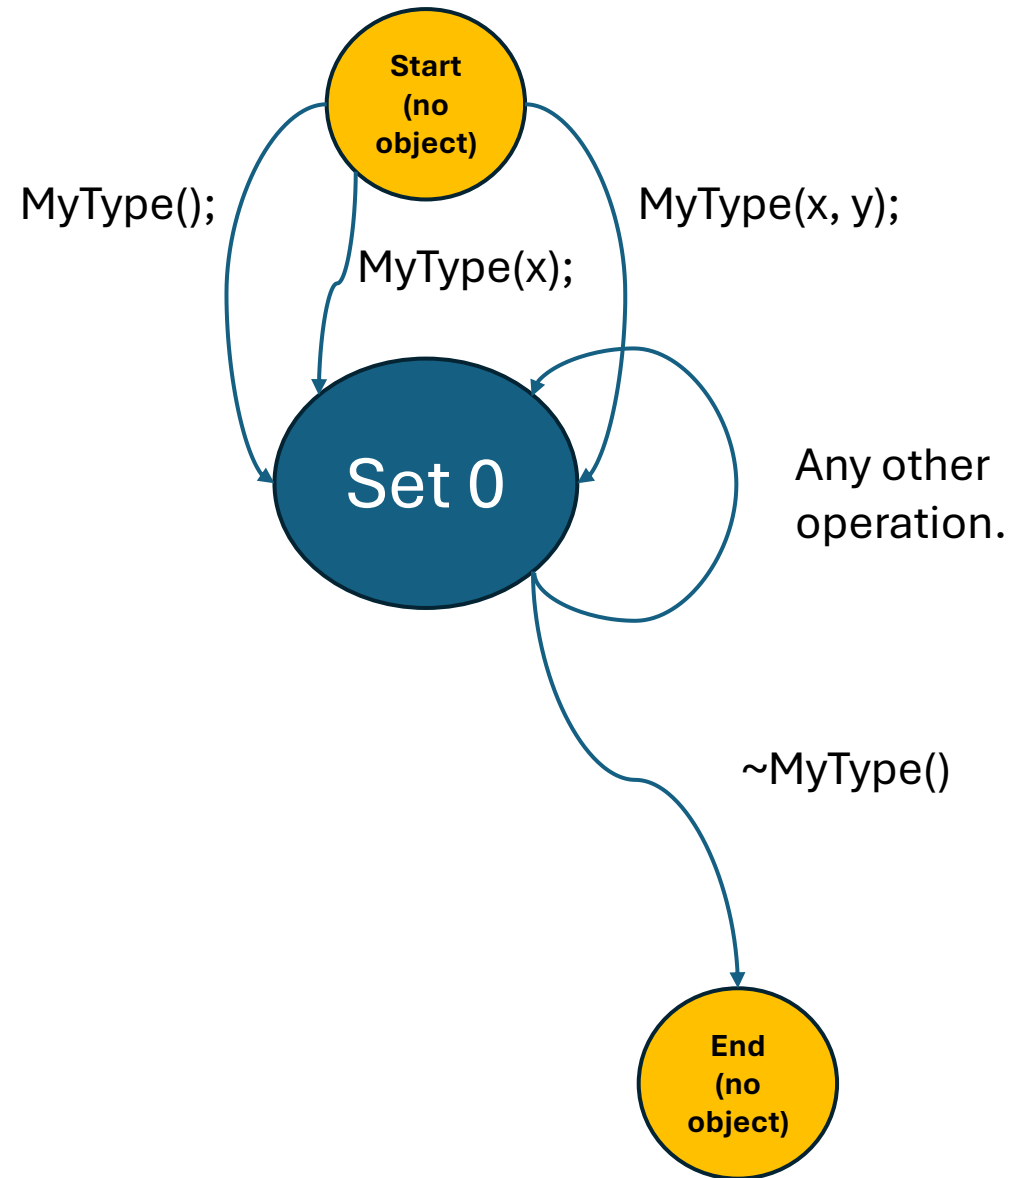 Start
(no
object)
MyType();
MyType(x, y);
MyType(x);
Set 0
Any other
operation.
~MyType()
End
(no
object)